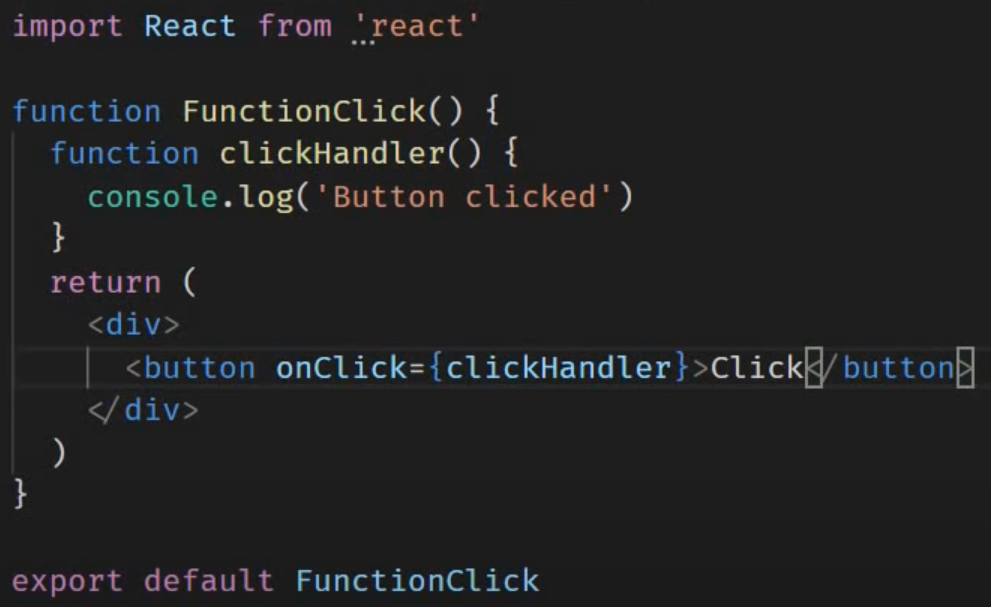 import React from 'react'
function FunctionClick() {
function clickHandler() {
console.log('Button clicked')
}
return (
<div>
<button onClick={clickHandler}>Click</button>
</div>
)
}
export default FunctionClick